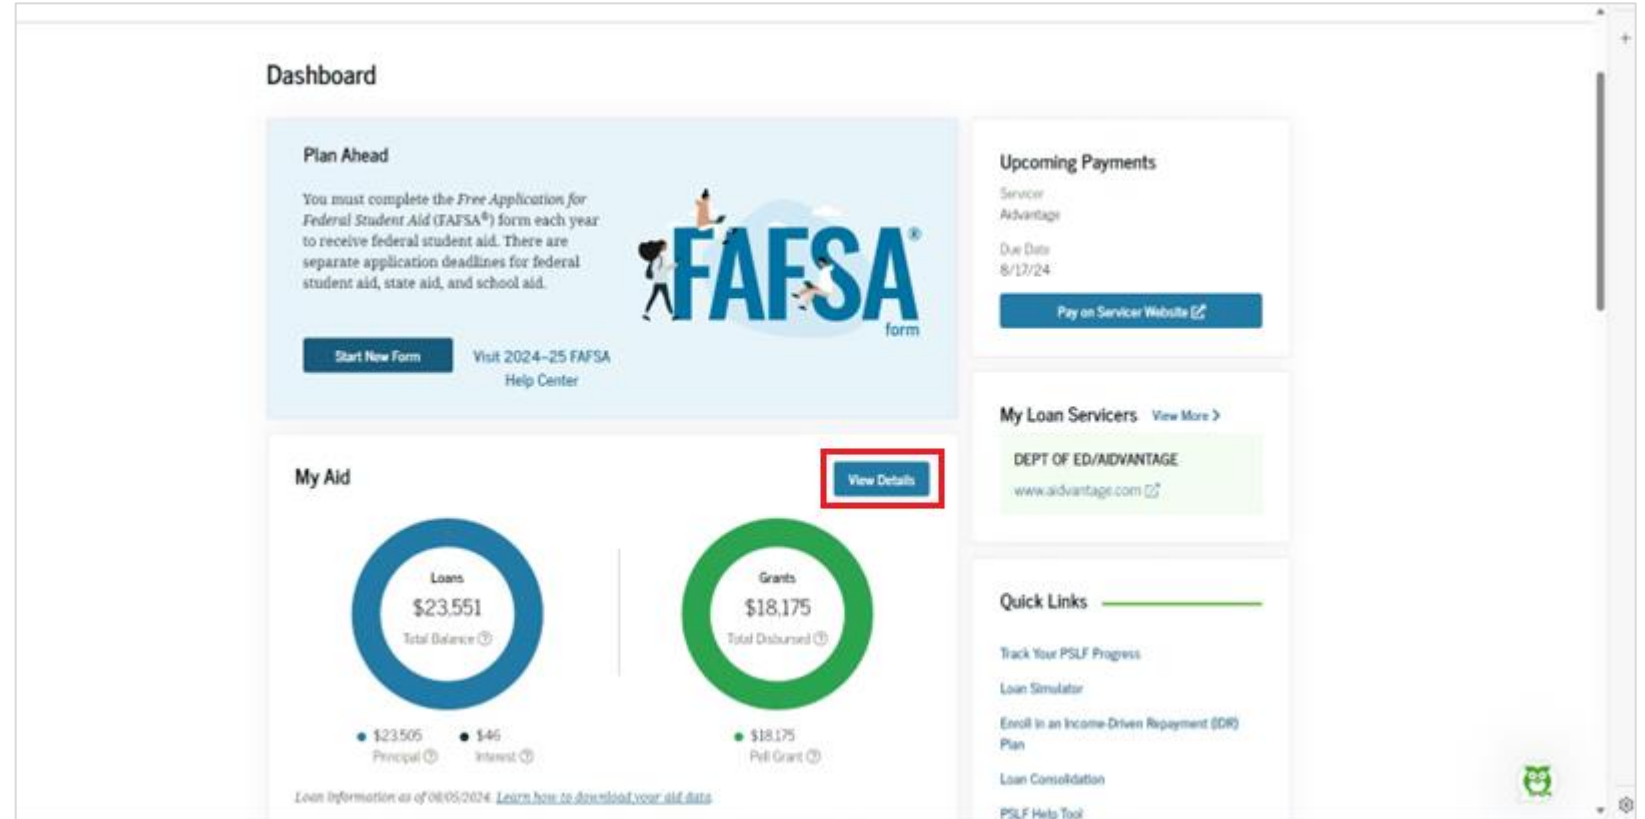 Dashboard
Plan Ahead
You must complete the Free Application for
Federal Student Aid (FAFSA®) form each year
to receive federal student aid. There are
separate application deadlines for federal
student aid, state aid, and school aid.
Start New Form
Visit 2024–25 FAFSA
Help Center
FAFSA®
form
Upcoming Payments
Servicer
Aidvantage
Due Date
8/17/24
Pay on Servicer Website
My Loan Servicers View More
DEPT OF ED/AIDVANTAGE
www.aidvantage.com
My Aid
View Details
Loans
$23,551
Total Balance
$23,505
Principal
$46
Interest
Grants
$18,175
Total Disbursed
$18,175
Pell Grant
Loan information as of 08/05/2024. Learn how to download your aid data.
Quick Links
Track Your PSLF Progress
Loan Simulator
Enroll in an Income-Driven Repayment (IDR)
Plan
Loan Consolidation
PSLF Help Tool